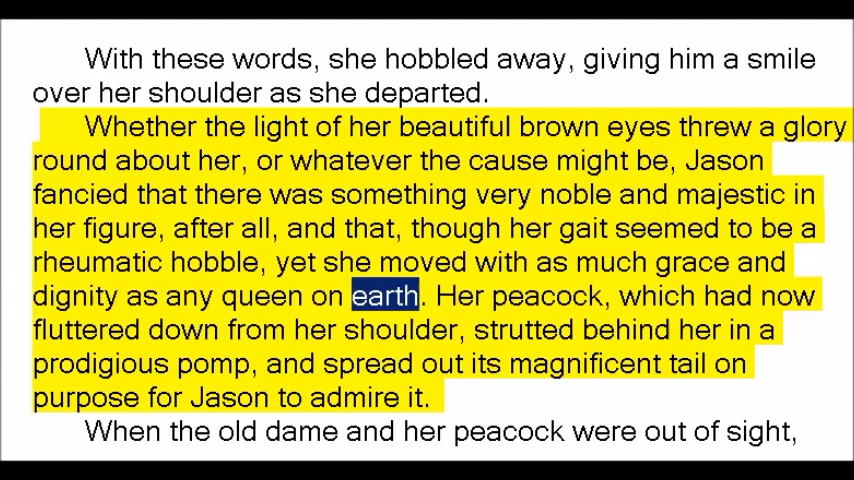 With these words, she hobbled away, giving him a smile
over her shoulder as she departed.
Whether the light of her beautiful brown eyes threw a glory
round about her, or whatever the cause might be, Jason
fancied that there was something very noble and majestic in
her figure, after all, and that, though her gait seemed to be a
rheumatic hobble, yet she moved with as much grace and
dignity as any queen on earth. Her peacock, which had now
fluttered down from her shoulder, strutted behind her in a
prodigious pomp, and spread out its magnificent tail on
purpose for Jason to admire it.
When the old dame and her peacock were out of sight,